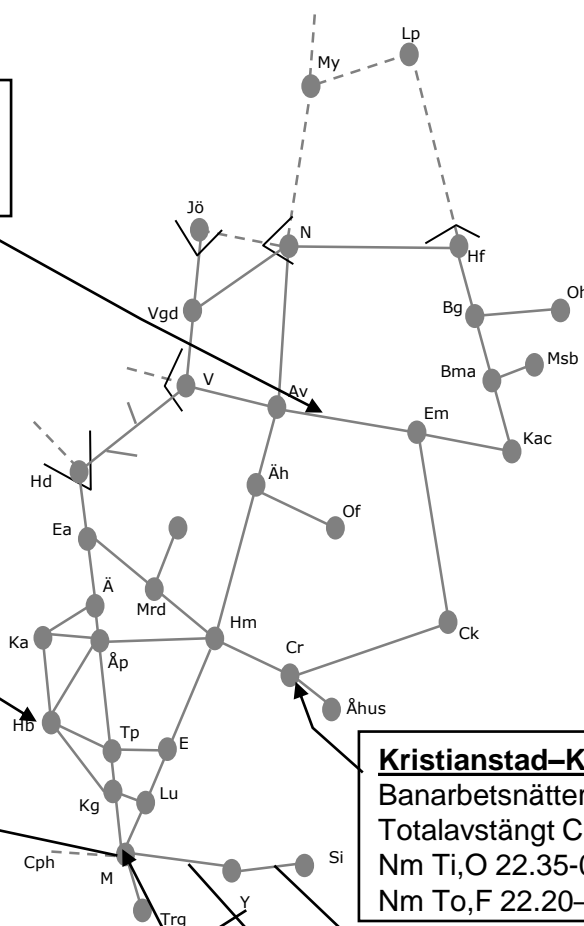 Lp
My
Jö
N
Hf
Vgd
Bg
Oh
Bma
Msb
V
Av
Em
Kac
Hd
Äh
Of
Ea
Mrd
Ä
Hm
Ck
Ka
Åp
Cr
Åhus
Hb
Tp
E
Kg
Lu
Cph
M
Si
Y
Trg
Kristianstad–K
Banarbetsnätter
Totalavstängt C
Nm Ti,O 22.35-0
Nm To,F 22.20–